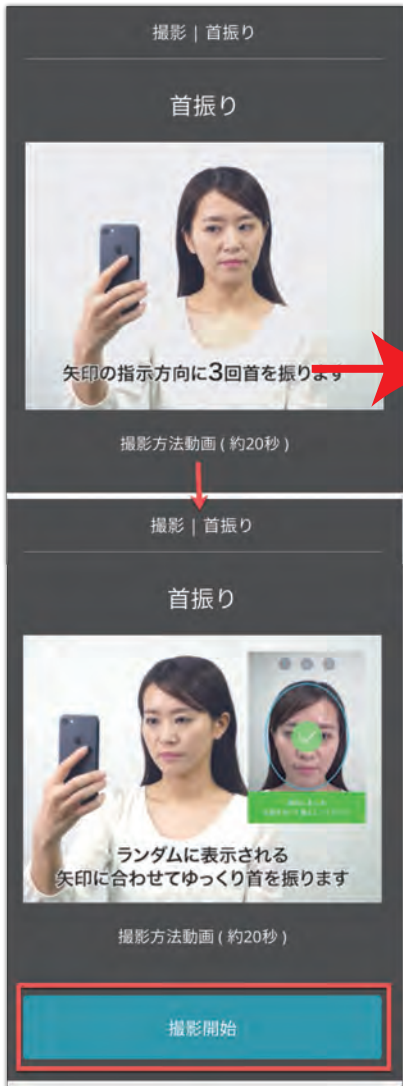 撮影 | 首振り
首振り
矢印の指示方向に3回首を振ります
撮影方法動画 ( 約20秒 )
撮影 | 首振り
首振り
ランダムに表示される
矢印に合わせてゆっくり首を振ります
撮影方法動画 ( 約20秒 )
撮影開始